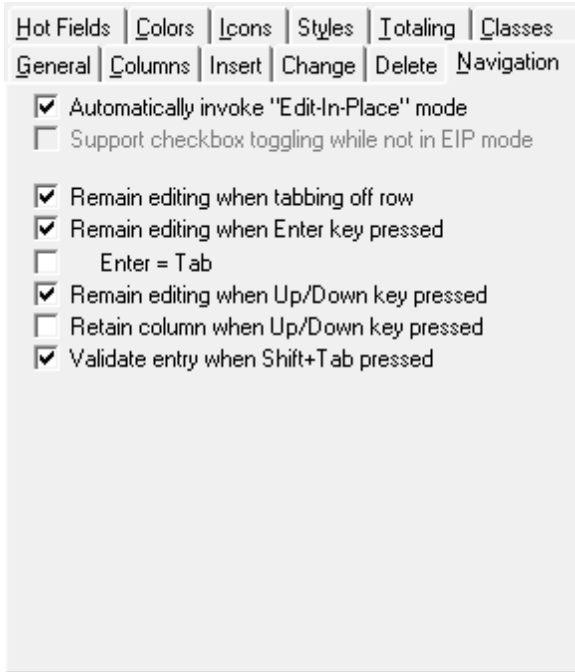 Hot Fields Colors Icons Styles Totaling Classes
General Columns Insert Change Delete Navigation
Automatically invoke "Edit-In-Place" mode
Support checkbox toggling while not in EIP mode
Remain editing when tabbing off row
Remain editing when Enter key pressed
Enter = Tab
Remain editing when Up/Down key pressed
Retain column when Up/Down key pressed
Validate entry when Shift+Tab pressed